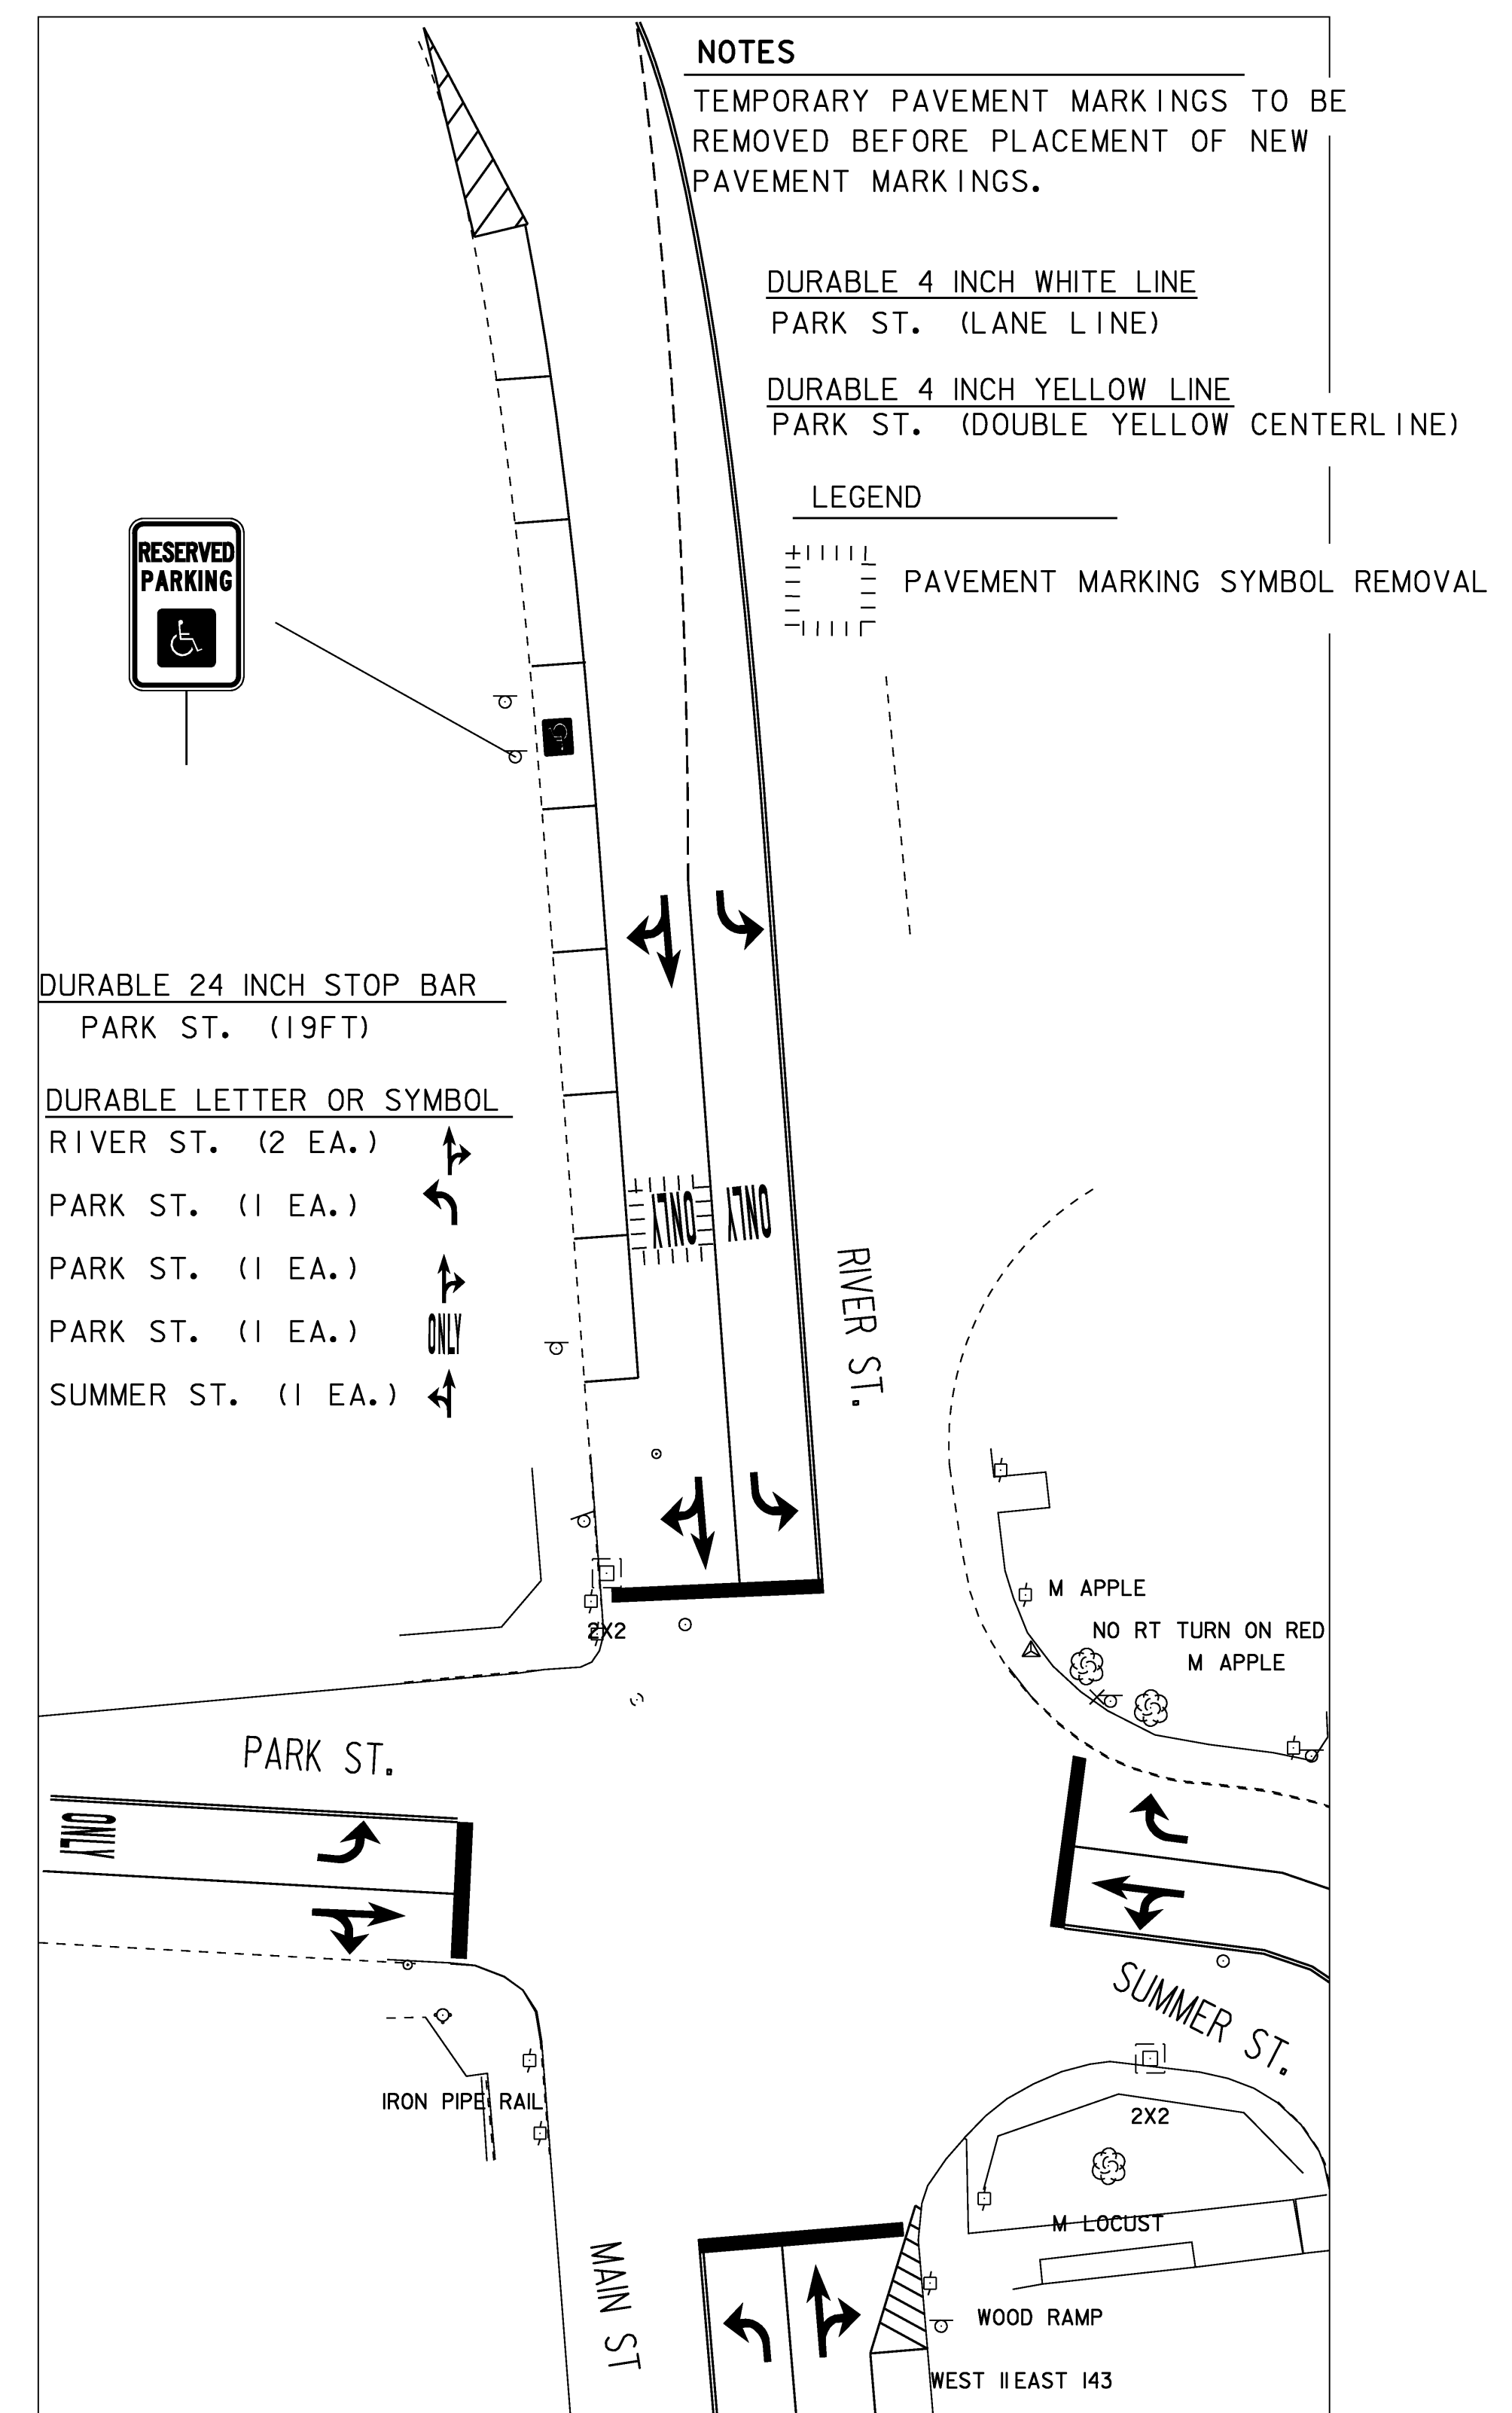 NOTES
TEMPORARY PAVEMENT MARKINGS TO BE
REMOVED BEFORE PLACEMENT OF NEW
PAVEMENT MARKINGS.
DURABLE 4 INCH WHITE LINE
PARK ST. (LANE LINE)
DURABLE 4 INCH YELLOW LINE
PARK ST. (DOUBLE YELLOW CENTERLINE)
LEGEND
PAVEMENT MARKING SYMBOL REMOVAL
RESERVED
PARKING
DURABLE 24 INCH STOP BAR
PARK ST. (19FT)
DURABLE LETTER OR SYMBOL
RIVER ST. (2 EA.)
PARK ST. (1 EA.)
PARK ST. (1 EA.)
PARK ST. (1 EA.) ONLY
SUMMER ST. (1 EA.)
ONLY
ONLY
RIVER ST.
M APPLE
NO RT TURN ON RED
M APPLE
2X2
PARK ST.
ONLY
SUMMER ST.
IRON PIPE RAIL
2X2
M LOCUST
MAIN ST
WOOD RAMP
WEST 11 EAST 143